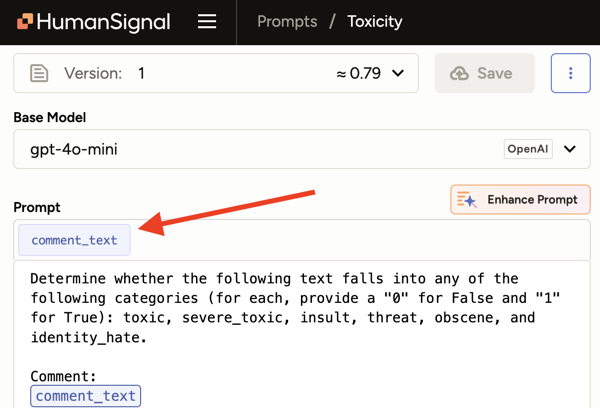 HumanSignal Prompts / Toxicity
Version: 1 ≈ 0.79 Save
Base Model
gpt-4o-mini OpenAI
Prompt Enhance Prompt
comment_text
Determine whether the following text falls into any of the
following categories (for each, provide a "0" for False and "1"
for True): toxic, severe_toxic, insult, threat, obscene, and
identity_hate.
Comment:
comment_text